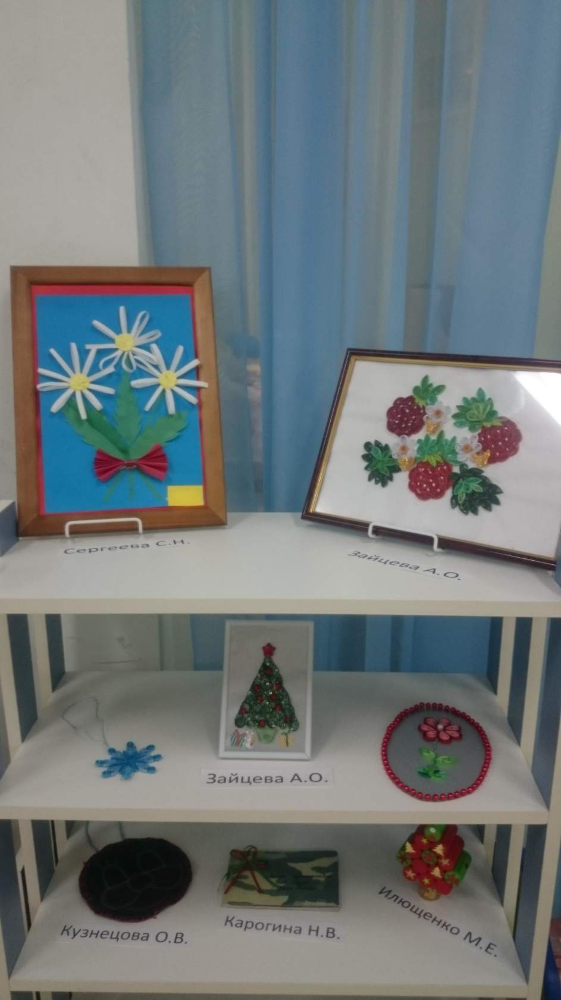 Сергеева С.Н.
Зайцева А.О.
Зайцева А.О.
Кузнецова О.В.
Карогина Н.В.
Илющенко М.Е.